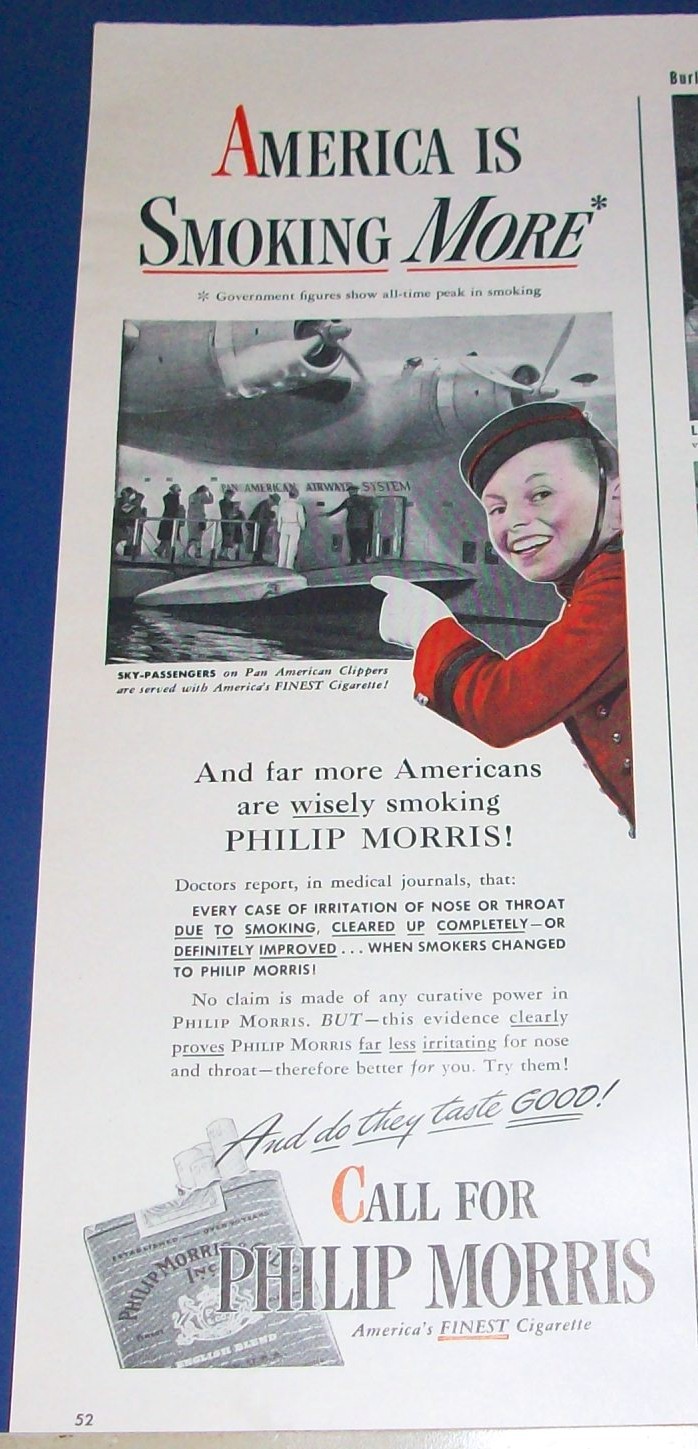 AMERICA IS
SMOKING MORE*
* Government figures show all-time peak in smoking
PAN AMERICAN AIRWAYS SYSTEM
SKY-PASSENGERS on Pan American Clippers
are served with America's FINEST Cigarette!
And far more Americans
are wisely smoking
PHILIP MORRIS!
Doctors report, in medical journals, that:
EVERY CASE OF IRRITATION OF NOSE OR THROAT
DUE TO SMOKING, CLEARED UP COMPLETELY—OR
DEFINITELY IMPROVED . . . WHEN SMOKERS CHANGED
TO PHILIP MORRIS!
No claim is made of any curative power in
PHILIP MORRIS. BUT—this evidence clearly
proves PHILIP MORRIS far less irritating for nose
and throat—therefore better for you. Try them!
And do they taste GOOD!
CALL FOR
PHILIP MORRIS
America's FINEST Cigarette
ESTABLISHED OVER
PHILIP MORRIS
INC
ENGLISH BLEND
U.S.A.
52
Burl